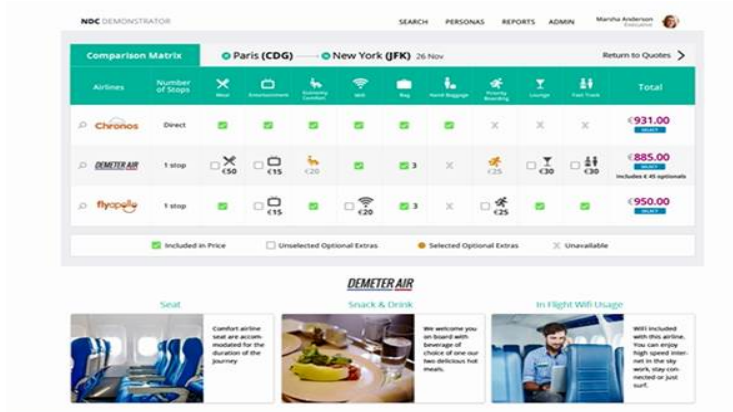 NDC DEMONSTRATOR
SEARCH PERSONAS REPORTS ADMIN Marsha Anderson
Executive
Comparison Matrix Paris (CDG) New York (JFK) 26 Nov Return to Quotes
Airlines Number of Stops Meal Entertainment Economy Comfort Wifi Bag Hand Baggage Priority Boarding Lounge Fast Track Total
Chronos Direct X X X €931.00
SELECT
DEMETER AIR 1 stop €50 €15 €20 3 X €25 €30 €30 €885.00
SELECT
Includes € 45 optionals
flyapollo 1 stop €15 €20 3 X €25 €950.00
SELECT
Included in Price Unselected Optional Extras Selected Optional Extras X Unavailable
DEMETER AIR
Seat Snack & Drink In Flight Wifi Usage
Comfort airline
seat are accom-
modated for the
duration of the
journey
We welcome you
on board with
beverage of
choice of one our
two delicious hot
meals.
WiFi included
with this airline.
You can enjoy
high speed inter-
net in the sky
work, stay con-
nected or just
surf.